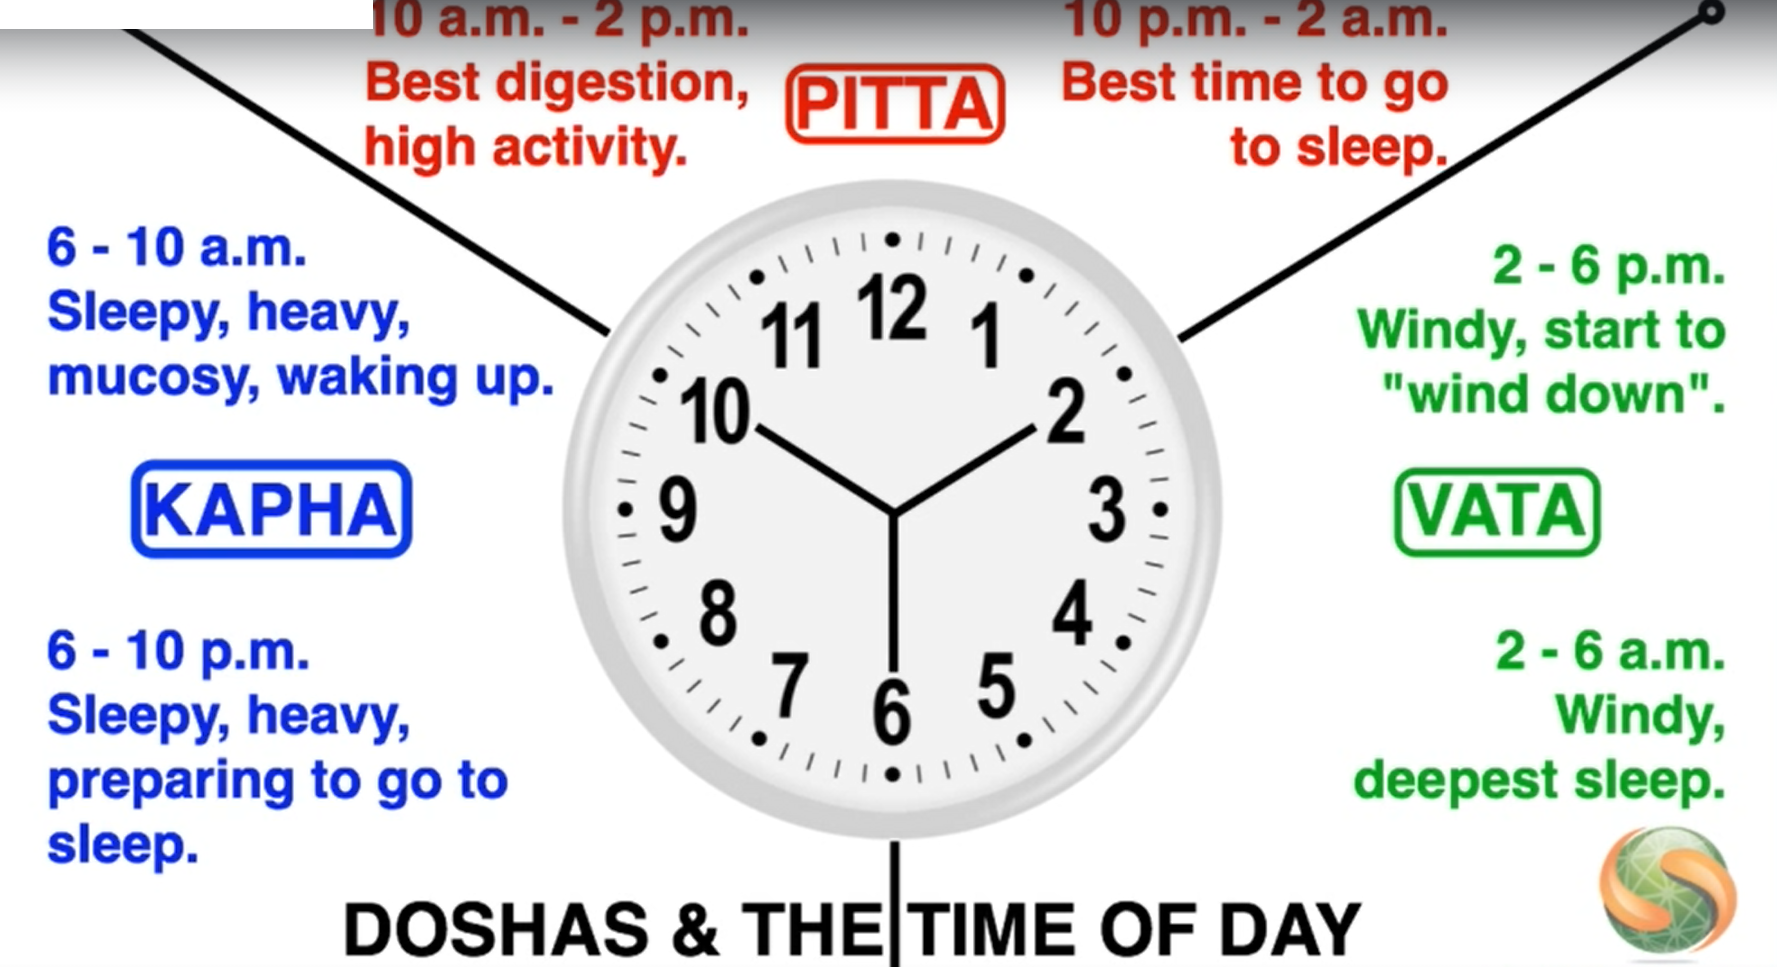 10 a.m. - 2 p.m.
Best digestion,
high activity.
PITTA
10 p.m. - 2 a.m.
Best time to go
to sleep.
6 - 10 a.m.
Sleepy, heavy,
mucosy, waking up.
KAPHA
6 - 10 p.m.
Sleepy, heavy,
preparing to go to
sleep.
12
1
2
3
4
5
6
7
8
9
10
11
2 - 6 p.m.
Windy, start to
"wind down".
VATA
2 - 6 a.m.
Windy,
deepest sleep.
DOSHAS & THE TIME OF DAY